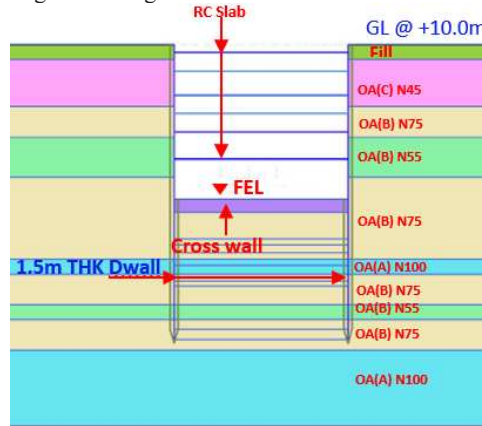 RC Slab
GL @ +10.0m
Fill
OA(C) N45
OA(B) N75
OA(B) N55
FEL
OA(B) N75
Cross wall
1.5m THK Dwall
OA(A) N100
OA(B) N75
OA(B) N55
OA(B) N75
OA(A) N100